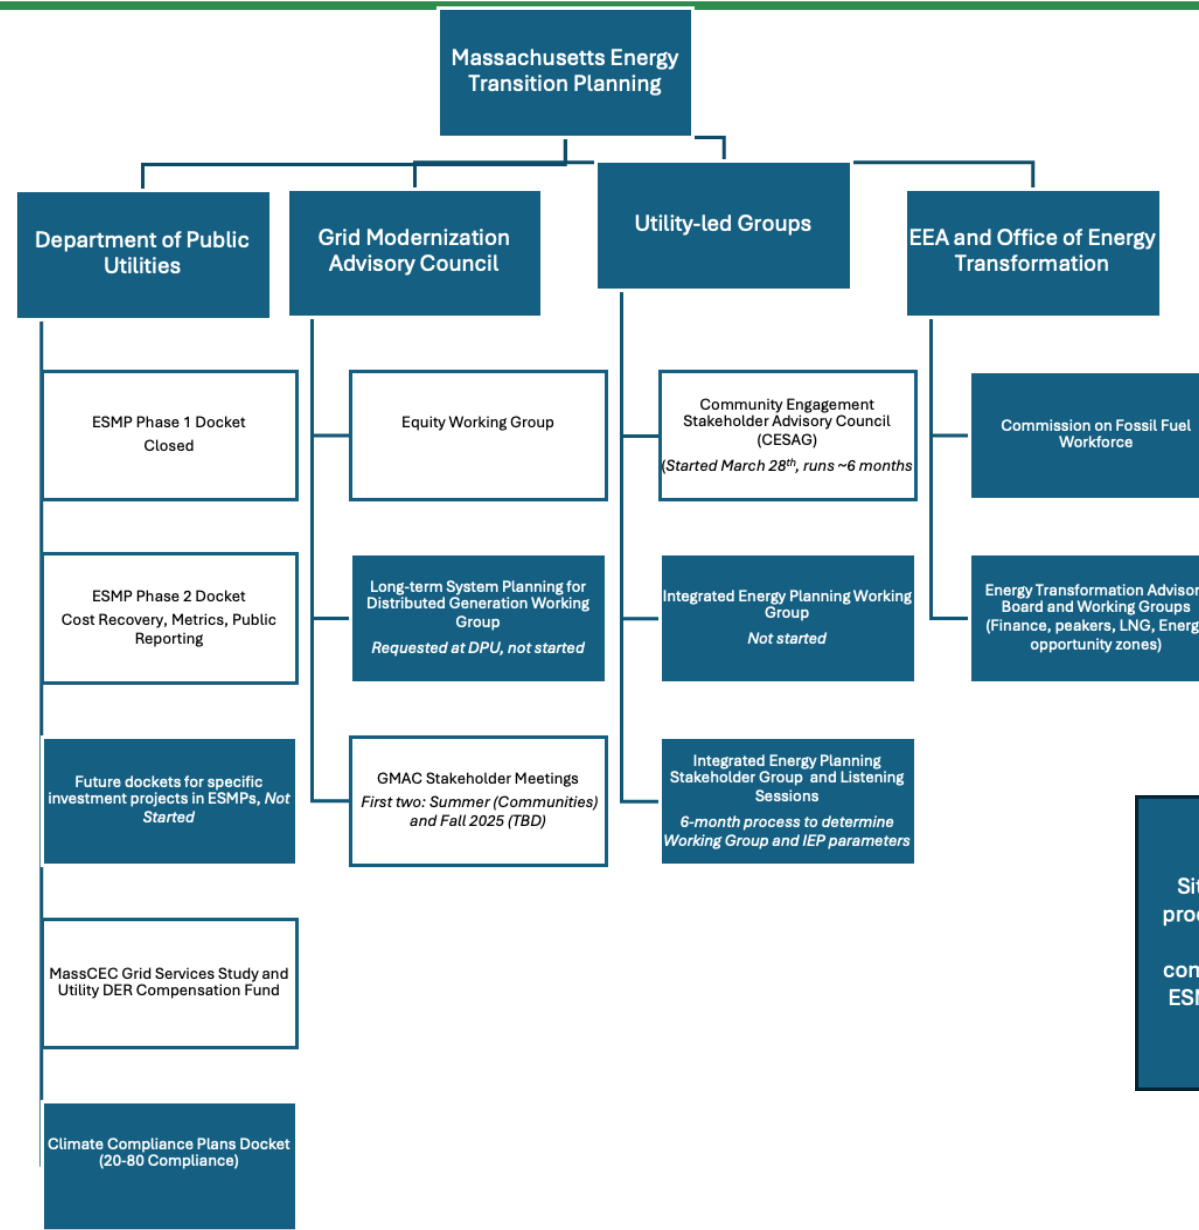 Massachusetts Energy
Transition Planning
Department of Public
Utilities
Grid Modernization
Advisory Council
Utility-led Groups
EEA and Office of Energy
Transformation
ESMP Phase 1 Docket
Closed
ESMP Phase 2 Docket
Cost Recovery, Metrics, Public
Reporting
Future dockets for specific
investment projects in ESMPs, Not
Started
MassCEC Grid Services Study and
Utility DER Compensation Fund
Climate Compliance Plans Docket
(20-80 Compliance)
Equity Working Group
Long-term System Planning for
Distributed Generation Working
Group
Requested at DPU, not started
GMAC Stakeholder Meetings
First two: Summer (Communities)
and Fall 2025 (TBD)
Community Engagement
Stakeholder Advisory Council
(CESAG)
(Started March 28th, runs ~6 months
Integrated Energy Planning Working
Group
Not started
Integrated Energy Planning
Stakeholder Group and Listening
Sessions
6-month process to determine
Working Group and IEP parameters
Commission on Fossil Fuel
Workforce
Energy Transformation Advisor
Board and Working Groups
(Finance, peakers, LNG, Energ
opportunity zones)